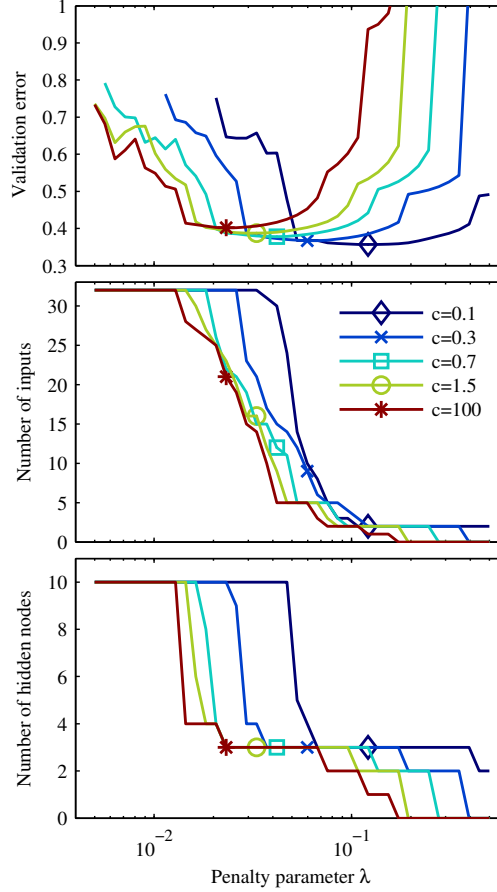 1
0.9
0.8
0.7
0.6
0.5
0.4
0.3
Validation error
30
25
20
15
10
5
0
Number of inputs
c=0.1
c=0.3
c=0.7
c=1.5
c=100
10
8
6
4
2
0
Number of hidden nodes
10⁻² 10⁻¹
Penalty parameter λ